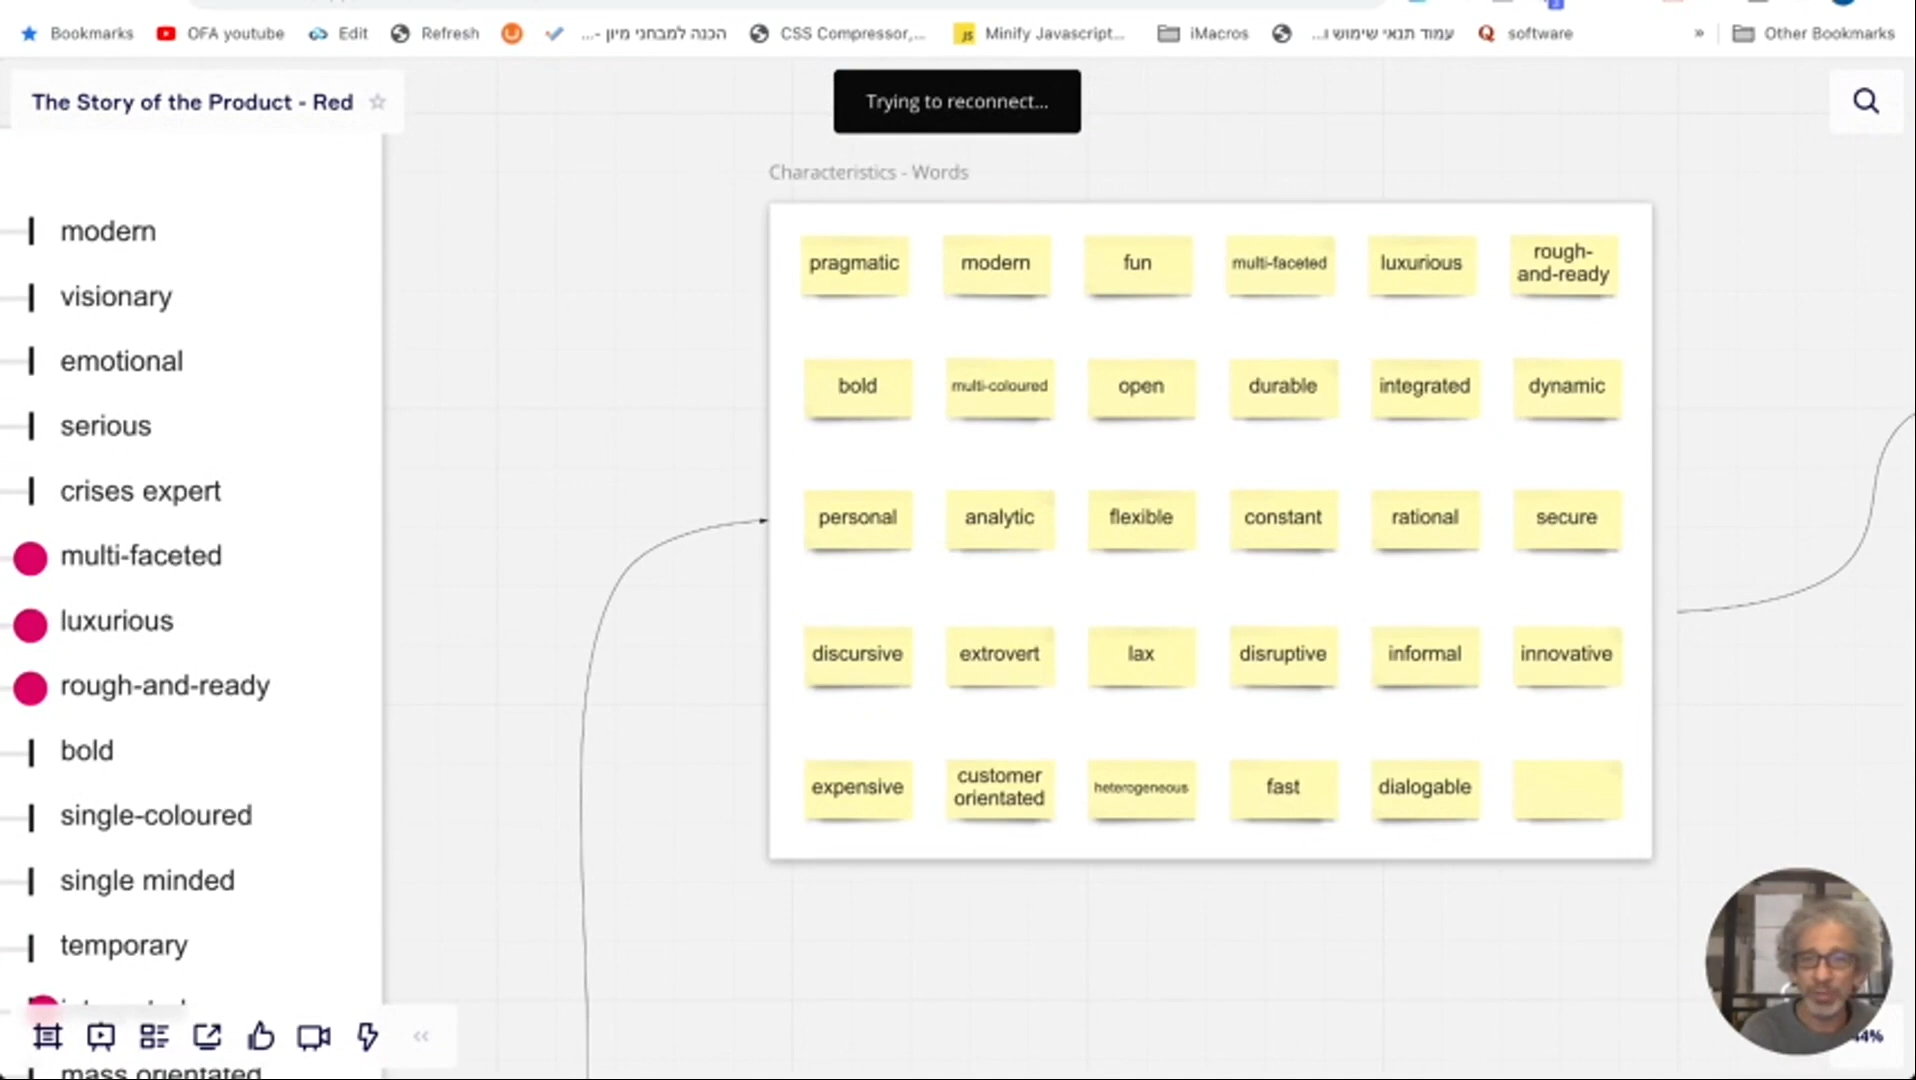 Bookmarks
OFA youtube
Edit
Refresh
הכנה למבחני מיון -...
CSS Compressor,...
JS
Minify Javascript...
iMacros
עמוד תנאי שימוש ו...
software
»
Other Bookmarks
The Story of the Product - Red
Trying to reconnect...
modern
visionary
emotional
serious
crises expert
multi-faceted
luxurious
rough-and-ready
bold
single-coloured
single minded
temporary
mass orientated
Characteristics - Words
pragmatic
modern
fun
multi-faceted
luxurious
rough-
and-ready
bold
multi-coloured
open
durable
integrated
dynamic
personal
analytic
flexible
constant
rational
secure
discursive
extrovert
lax
disruptive
informal
innovative
expensive
customer
orientated
heterogeneous
fast
dialogable